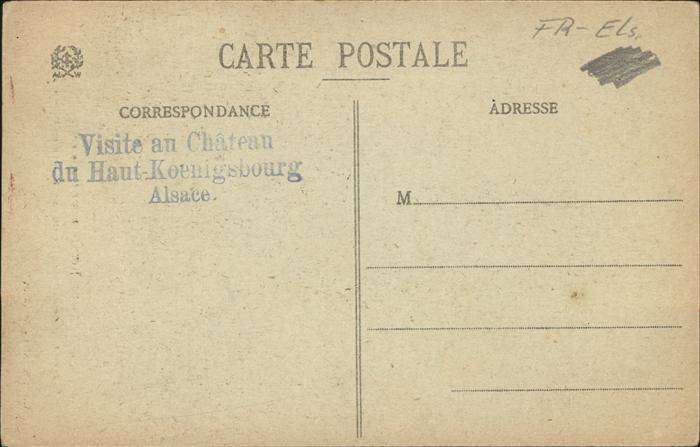 FR-Els.
CARTE POSTALE
CORRESPONDANCE
ADRESSE
Visite au Château
du Haut-Koenigsbourg
Alsace.
M